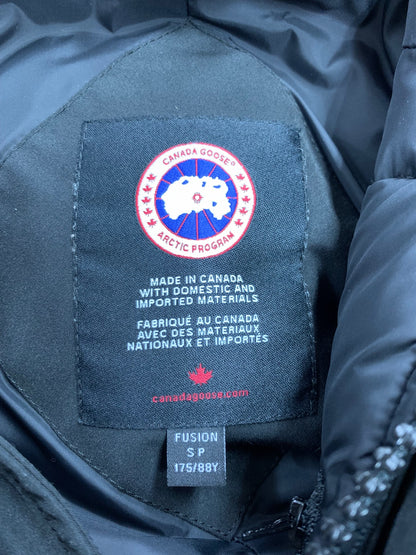 CANADA GOOSE®
ARCTIC PROGRAM
MADE IN CANADA
WITH DOMESTIC AND
IMPORTED MATERIALS
FABRIQUÉ AU CANADA
AVEC DES MATERIAUX
NATIONAUX ET IMPORTÉS
canadagoose.com
FUSION
S P
175/88Y